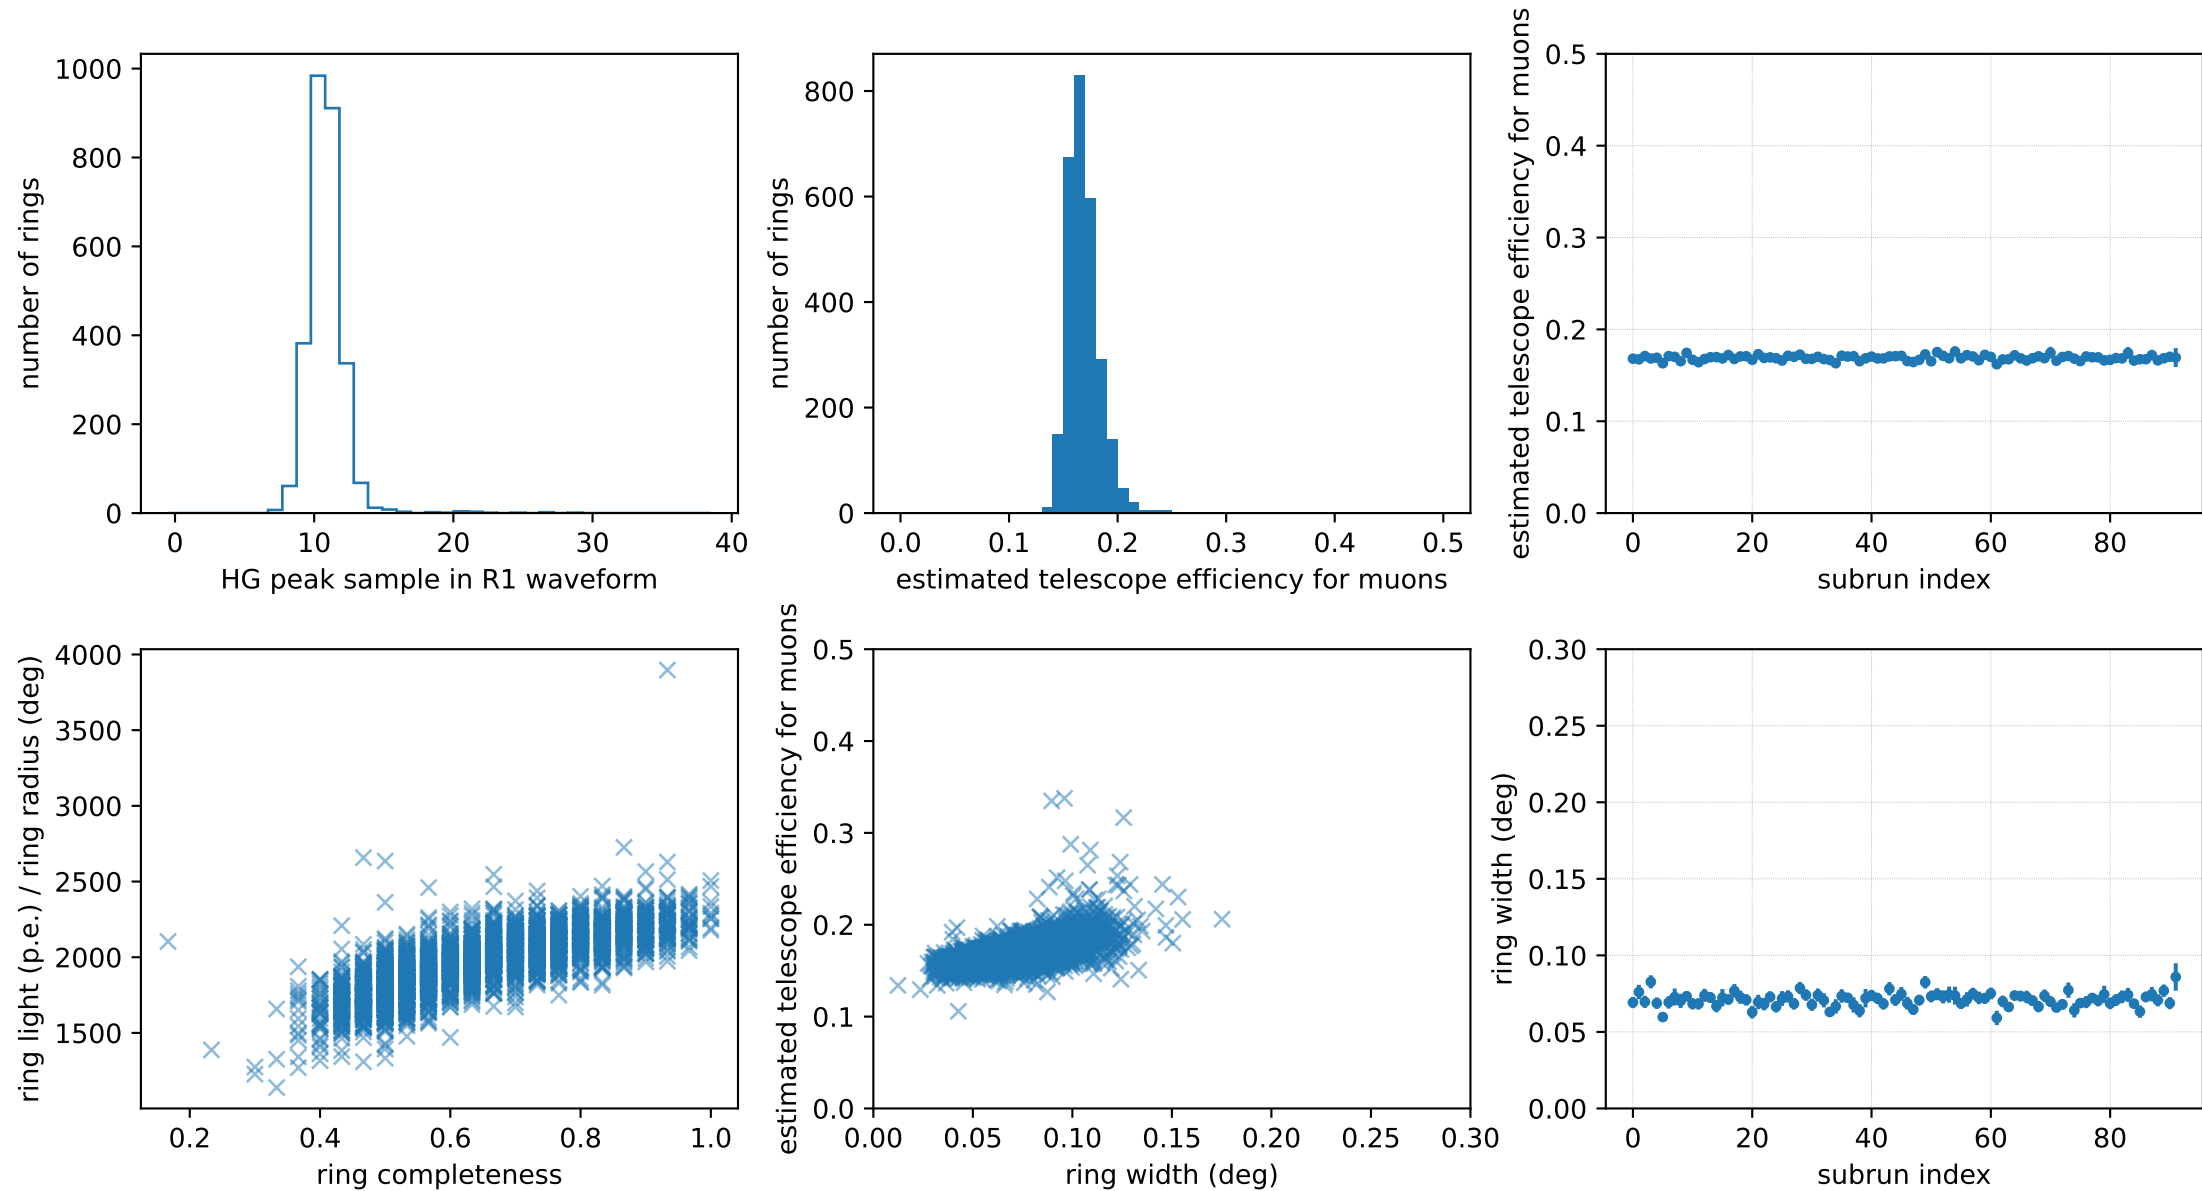 1000
800
600
400
200
0
number of rings
0 10 20 30 40
HG peak sample in R1 waveform
800
600
400
200
0
number of rings
0.0 0.1 0.2 0.3 0.4 0.5
estimated telescope efficiency for muons
0.5
0.4
0.3
0.2
0.1
0.0
estimated telescope efficiency for muons
0 20 40 60 80
subrun index
4000
3500
3000
2500
2000
1500
ring light (p.e.) / ring radius (deg)
0.2 0.4 0.6 0.8 1.0
ring completeness
0.5
0.4
0.3
0.2
0.1
0.0
estimated telescope efficiency for muons
0.00 0.05 0.10 0.15 0.20 0.25 0.30
ring width (deg)
0.30
0.25
0.20
0.15
0.10
0.05
0.00
ring width (deg)
0 20 40 60 80
subrun index